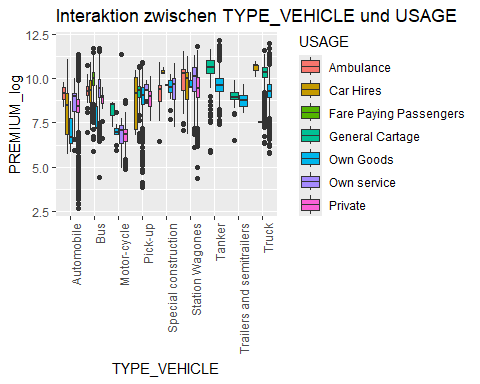 Interaktion zwischen TYPE_VEHICLE und USAGE
PREMIUM_log
12.5
10.0
7.5
5.0
2.5
Automobile
Bus
Motor-cycle
Pick-up
Special construction
Station Wagones
Tanker
Trailers and semitrailers
Truck
TYPE_VEHICLE
USAGE
Ambulance
Car Hires
Fare Paying Passengers
General Cartage
Own Goods
Own service
Private